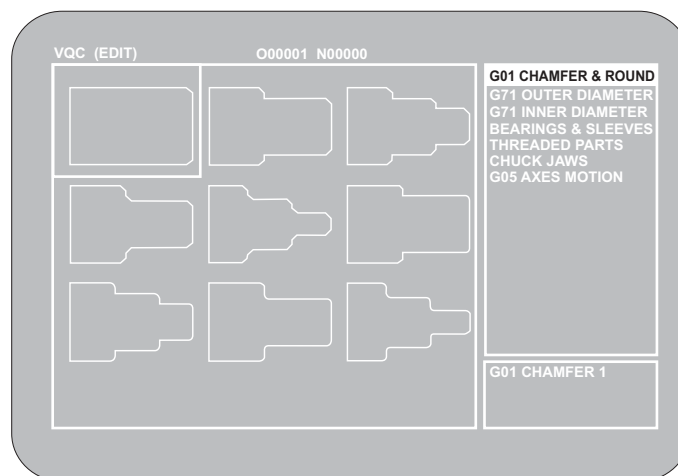 VQC (EDIT) O00001 N00000
G01 CHAMFER & ROUND
G71 OUTER DIAMETER
G71 INNER DIAMETER
BEARINGS & SLEEVES
THREADED PARTS
CHUCK JAWS
G05 AXES MOTION
G01 CHAMFER 1